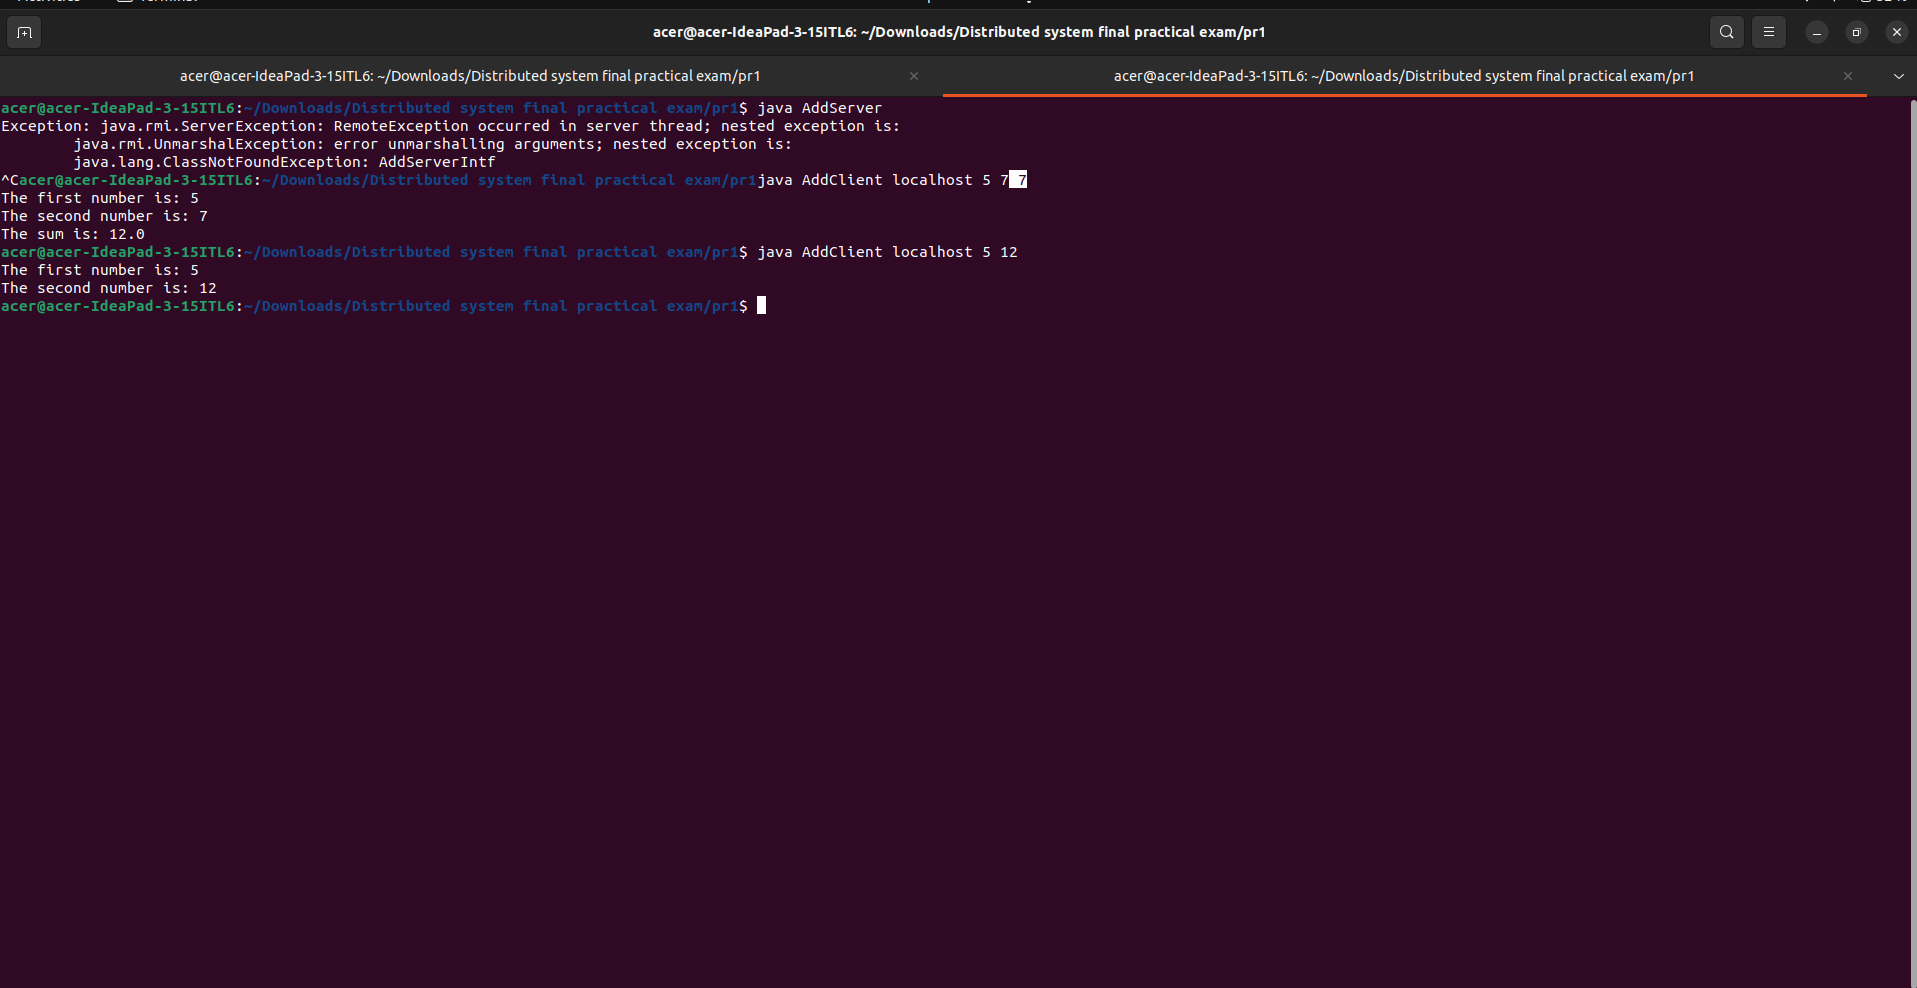 acer@acer-IdeaPad-3-15ITL6: ~/Downloads/Distributed system final practical exam/pr1
acer@acer-IdeaPad-3-15ITL6: ~/Downloads/Distributed system final practical exam/pr1
acer@acer-IdeaPad-3-15ITL6: ~/Downloads/Distributed system final practical exam/pr1
acer@acer-IdeaPad-3-15ITL6:~/Downloads/Distributed system final practical exam/pr1$ java AddServer
Exception: java.rmi.ServerException: RemoteException occurred in server thread; nested exception is:
java.rmi.UnmarshalException: error unmarshalling arguments; nested exception is:
java.lang.ClassNotFoundException: AddServerIntf
^Cacer@acer-IdeaPad-3-15ITL6:~/Downloads/Distributed system final practical exam/pr1java AddClient localhost 5 7 7
The first number is: 5
The second number is: 7
The sum is: 12.0
acer@acer-IdeaPad-3-15ITL6:~/Downloads/Distributed system final practical exam/pr1$ java AddClient localhost 5 12
The first number is: 5
The second number is: 12
acer@acer-IdeaPad-3-15ITL6:~/Downloads/Distributed system final practical exam/pr1$